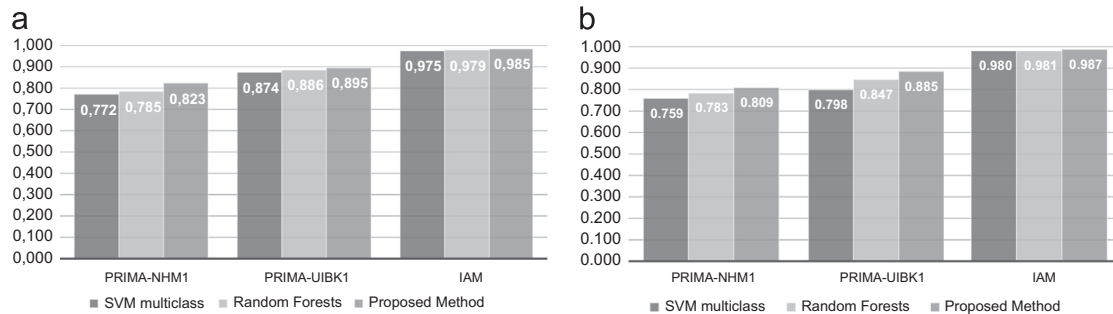 a
1,000
0,900
0,800
0,700
0,600
0,500
0,400
0,300
0,200
0,100
0,000
0,772 0,785 0,823
0,874 0,886 0,895
0,975 0,979 0,985
PRIMA-NHM1 PRIMA-UIBK1 IAM
SVM multiclass Random Forests Proposed Method
b
1.000
0.900
0.800
0.700
0.600
0.500
0.400
0.300
0.200
0.100
0.000
0.759 0.783 0.809
0.798 0.847 0.885
0.980 0.981 0.987
PRIMA-NHM1 PRIMA-UIBK1 IAM
SVM multiclass Random Forests Proposed Method